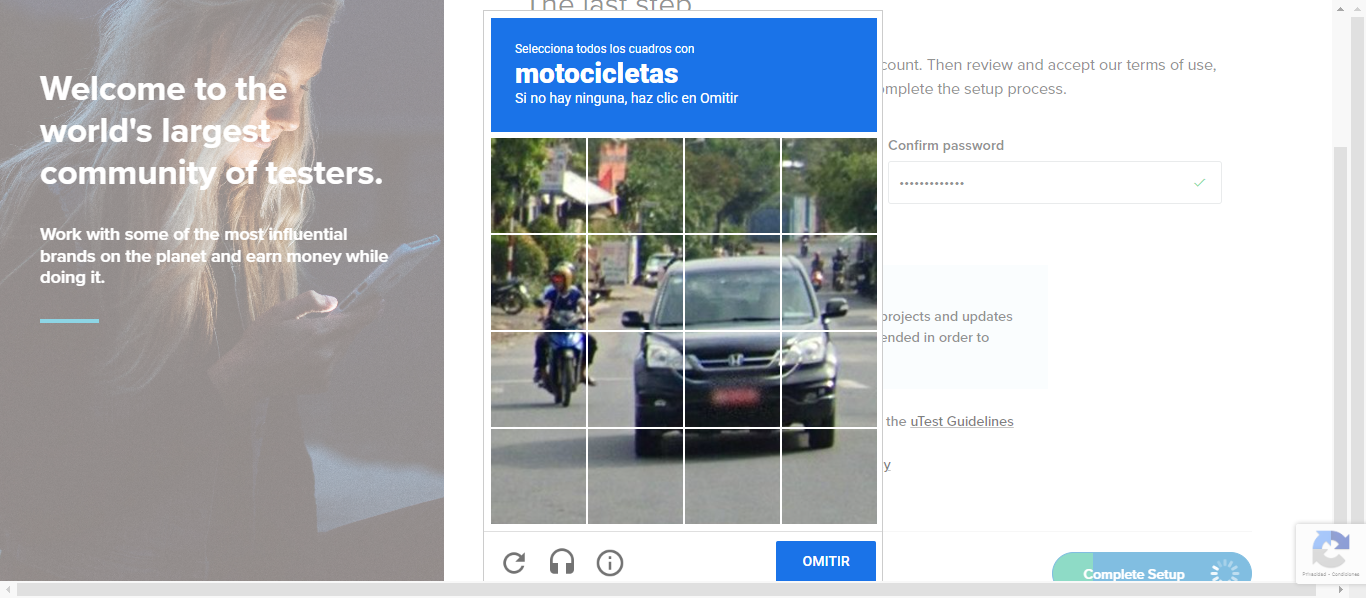 Welcome to the
world's largest
community of testers.
Work with some of the most influential
brands on the planet and earn money while
doing it.
The last step
Selecciona todos los cuadros con
motocicletas
Si no hay ninguna, haz clic en Omitir
OMITIR
count. Then review and accept our terms of use,
omplete the setup process.
Confirm password
•••••••••••••
projects and updates
ended in order to
the uTest Guidelines
y
Complete Setup
Privacidad - Condiciones